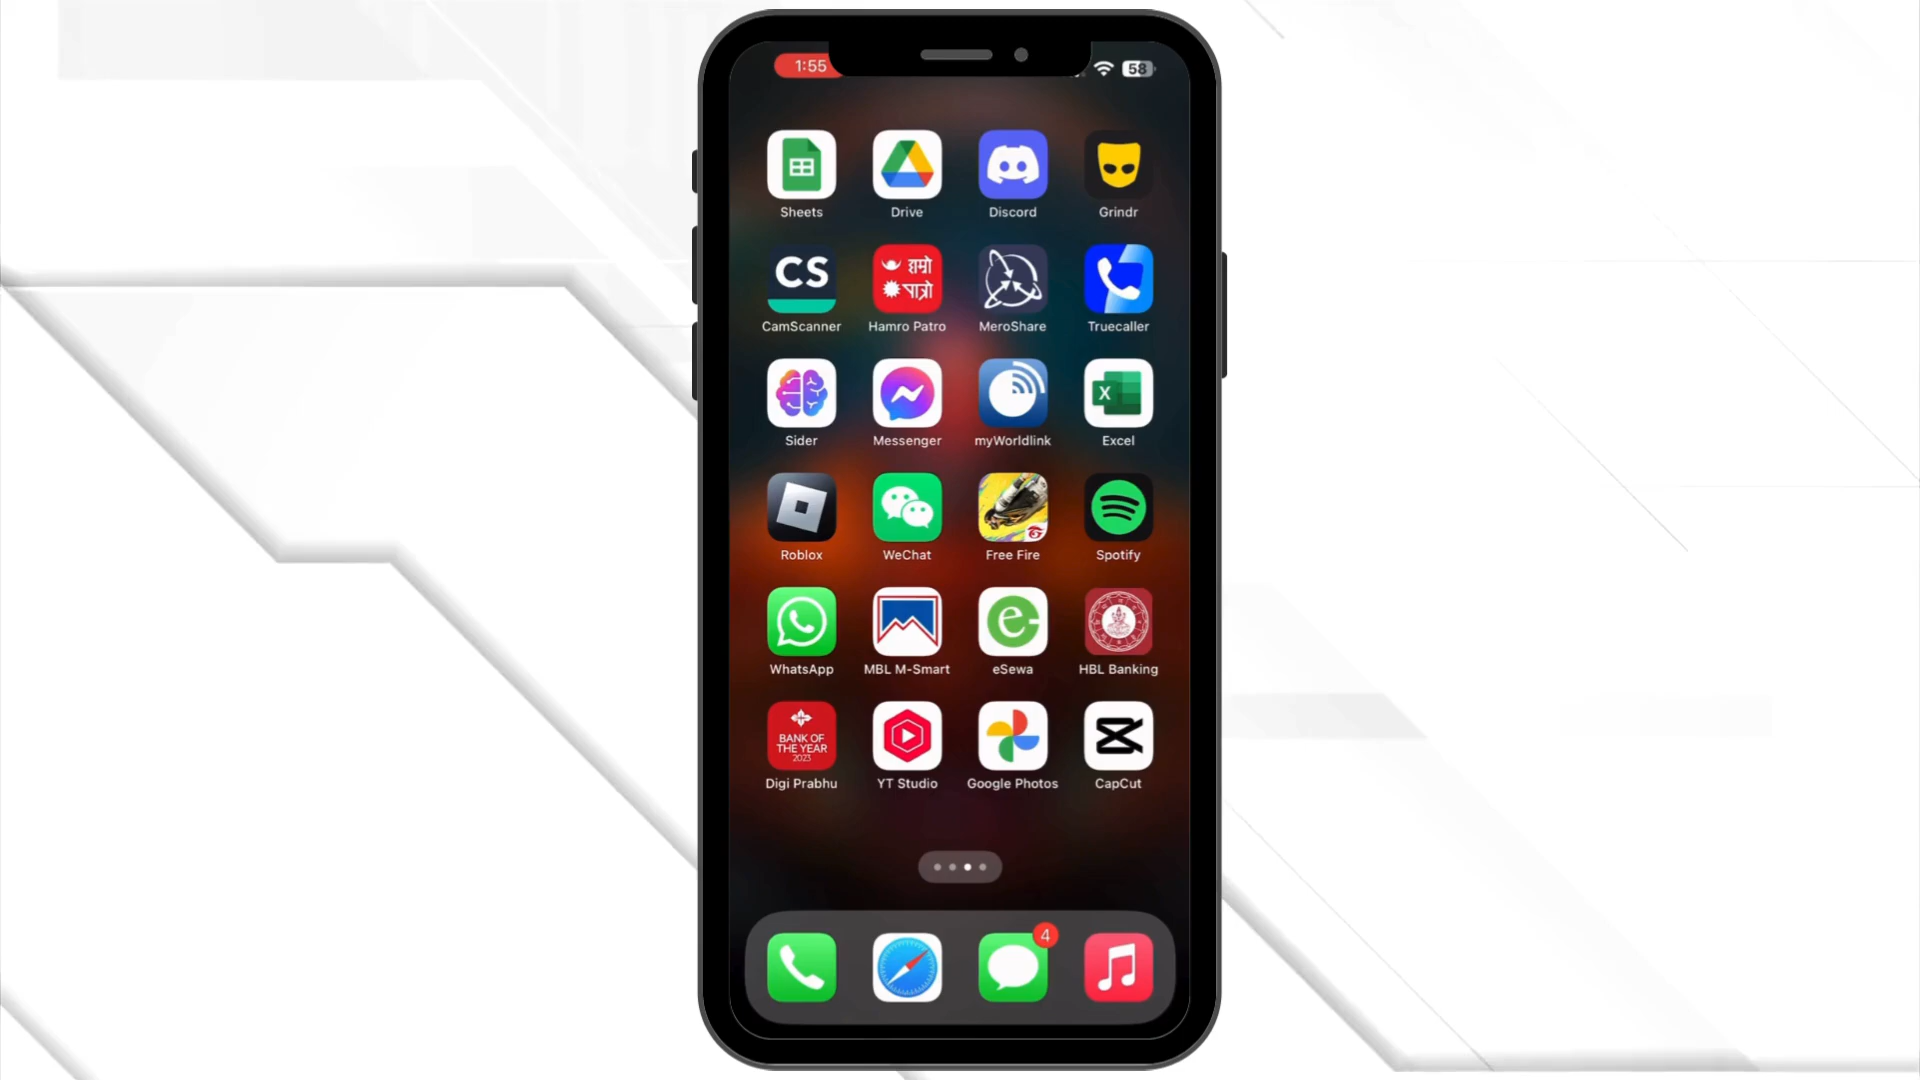 1:55
58
Sheets
Drive
Discord
Grindr
CS
हाम्रो
पात्रो
CamScanner
Hamro Patro
MeroShare
Truecaller
X
Sider
Messenger
myWorldlink
Excel
Roblox
WeChat
Free Fire
Spotify
e
WhatsApp
MBL M-Smart
eSewa
HBL Banking
BANK OF
THE YEAR
2023
Digi Prabhu
YT Studio
Google Photos
CapCut
4